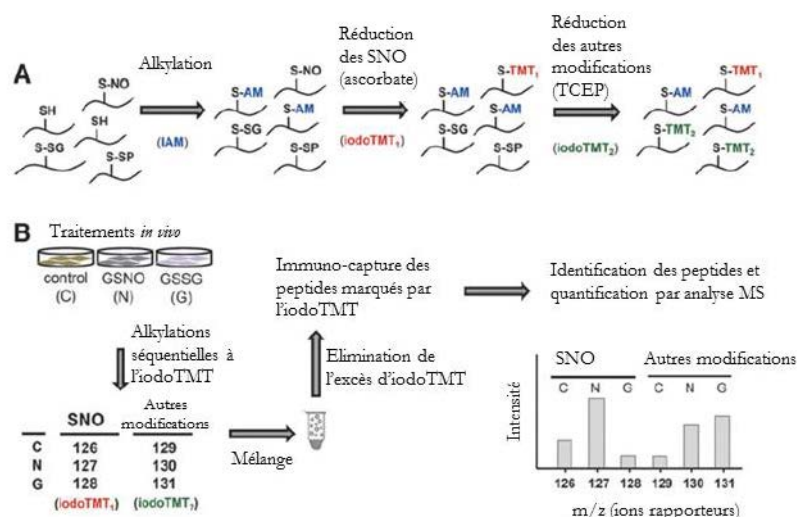 A
Alkylation
Réduction
des SNO
(ascorbate)
Réduction
des autres
modifications
(TCEP)
S-NO
SH
SH
S-SG
S-SP
(IAM)
S-NO
S-AM
S-AM
S-SG
S-SP
(iodoTMT₁)
S-TMT₁
S-AM
S-AM
S-SG
S-SP
(iodoTMT₂)
S-TMT₁
S-AM
S-AM
S-TMT₂
S-TMT₂
B
Traitements in vivo
control GSNO GSSG
(C) (N) (G)
Alkylations
séquentielles à
l'iodoTMT
SNO
Autres
modifications
C 126 129
N 127 130
G 128 131
(iodoTMT₁) (iodoTMT₂)
Mélange
Elimination de
l'excès d'iodoTMT
Immuno-capture des
peptides marqués par
l'iodoTMT
Identification des peptides et
quantification par analyse MS
SNO Autres modifications
C N G C N G
Intensité
126 127 128 129 130 131
m/z (ions rapporteurs)